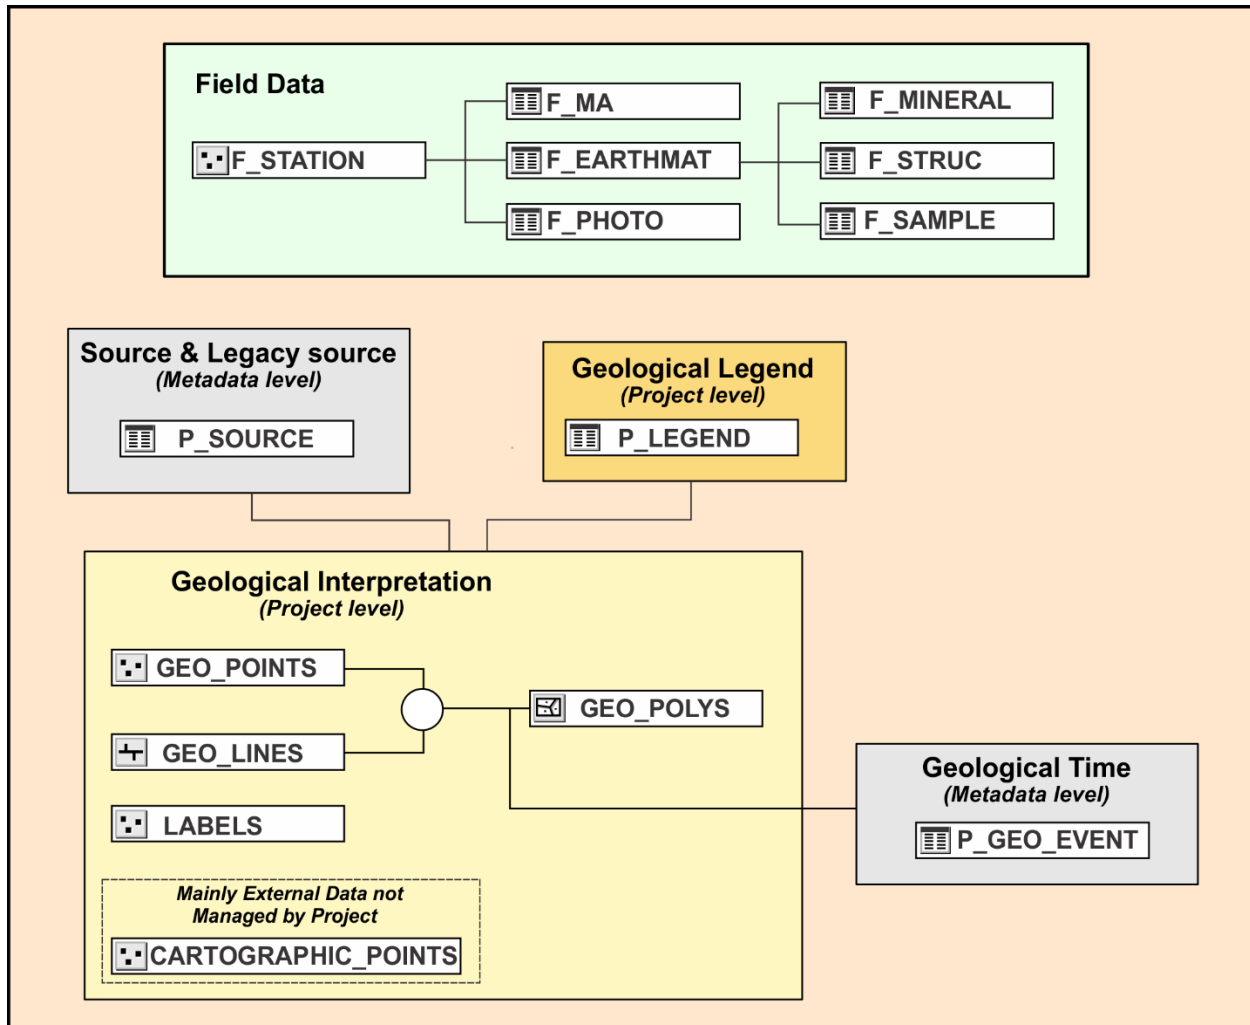 Field Data
F_STATION
F_MA
F_EARTHMAT
F_PHOTO
F_MINERAL
F_STRUC
F_SAMPLE
Source & Legacy source
(Metadata level)
P_SOURCE
Geological Legend
(Project level)
P_LEGEND
Geological Interpretation
(Project level)
GEO_POINTS
GEO_LINES
LABELS
GEO_POLYS
Mainly External Data not
Managed by Project
CARTOGRAPHIC_POINTS
Geological Time
(Metadata level)
P_GEO_EVENT